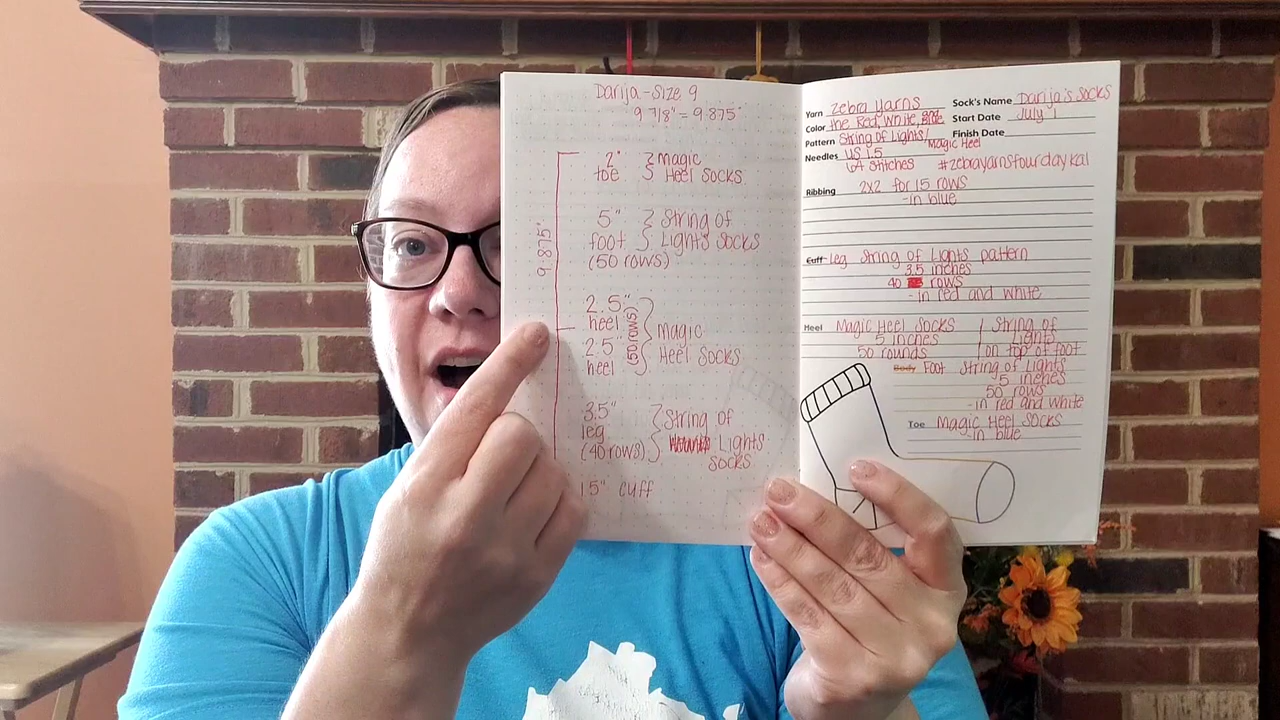 Darija - Size 9
9 7/8" = 9.875"
2" Magic
toe Heel Socks
9.875"
5" String of
foot Lights Socks
(50 rows)
2.5"
heel
(50 rows)
Magic
2.5" Heel Socks
heel
3.5" String of
leg Lights
(40 rows) Socks
1.5" cuff
Yarn Zebra Yarns
Color the Red, White,
Pattern String of Lights/
Magic Heel
Needles US 1.5
64 stitches #zebrayarnsfourdaykal
Sock's Name Darija's Socks
Start Date July 1
Finish Date
Ribbing 2x2 for 15 rows
-in blue
Cuff leg String of Lights pattern
3.5 inches
40 rows
-in red and white
Heel Magic Heel Socks
5 inches
50 rounds
String of
Lights
on top of foot
Body Foot String of Lights
5 inches
50 rows
-in red and white
Toe Magic Heel Socks
in blue